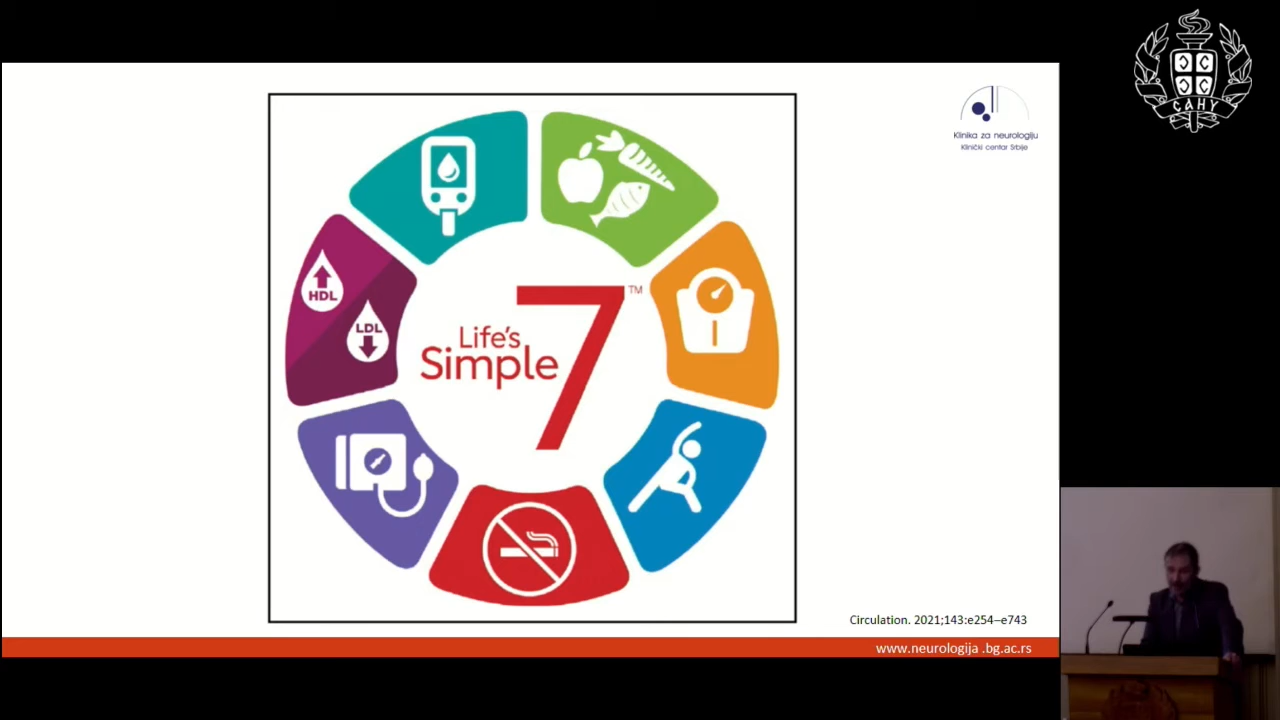 САНУ
С С
С С
Klinika za neurologiju
Klinički centar Srbije
HDL
LDL
Life's
Simple
7
TM
Circulation. 2021;143:e254–e743
www.neurologija .bg.ac.rs